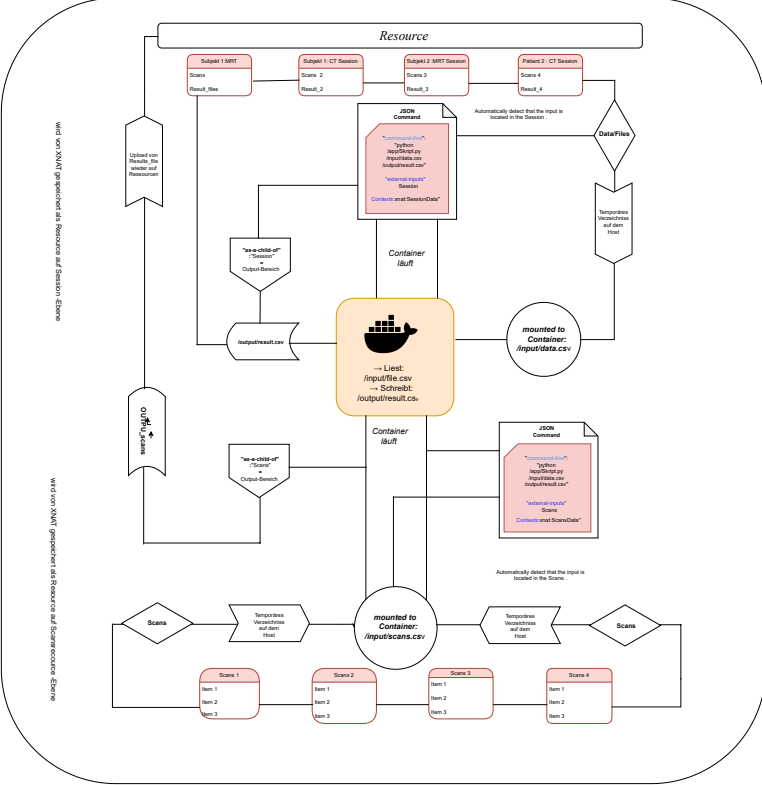 Resource
Subjekt 1:MRT
Scans
Result_files
Subjekt 1: CT Session
Scans 2
Result_2
Subjekt 2 :MRT Session
Scans 3
Result_3
Patient 2 : CT Session
Scans 4
Result_4
JSON
Command
"command-line":
"python
/app/Skript.py
/input/data.csv
/output/result.csv"
"external-inputs"
Session
Contexts:xnat:SessionData"
Automatically detect that the input is
located in the Session .
Data/Files
Upload von
Results_file
wieder auf
Ressourcen
wird von XNAT gespeichert als Resource auf Session -Ebene
Temporäres
Verzeichniss
auf dem
Host
"as-a-child-of"
:"Session"
=
Output-Bereich
Container
läuft
/output/result.csv
→ Liest:
/input/file.csv
→ Schreibt:
/output/result.csv
mounted to
Container:
/input/data.csv
OUTPU_scans
Container
läuft
"as-a-child-of"
:"Scans"
=
Output-Bereich
JSON
Command
"command-line":
"python
/app/Skript.py
/input/data.csv
/output/result.csv"
"external-inputs"
Scans
Contexts:xnat:ScansData"
Automatically detect that the input is
located in the Scans .
wird von XNAT gespeichert als Resource auf Scansrecource -Ebene
Scans
Temporäres
Verzeichniss
auf dem
Host
mounted to
Container:
/input/scans.csv
Temporäres
Verzeichniss
auf dem
Host
Scans
Scans 1
Item 1
Item 2
Item 3
Scans 2
Item 1
Item 2
Item 3
Scans 3
Item 1
Item 2
Item 3
Scans 4
Item 1
Item 2
Item 3